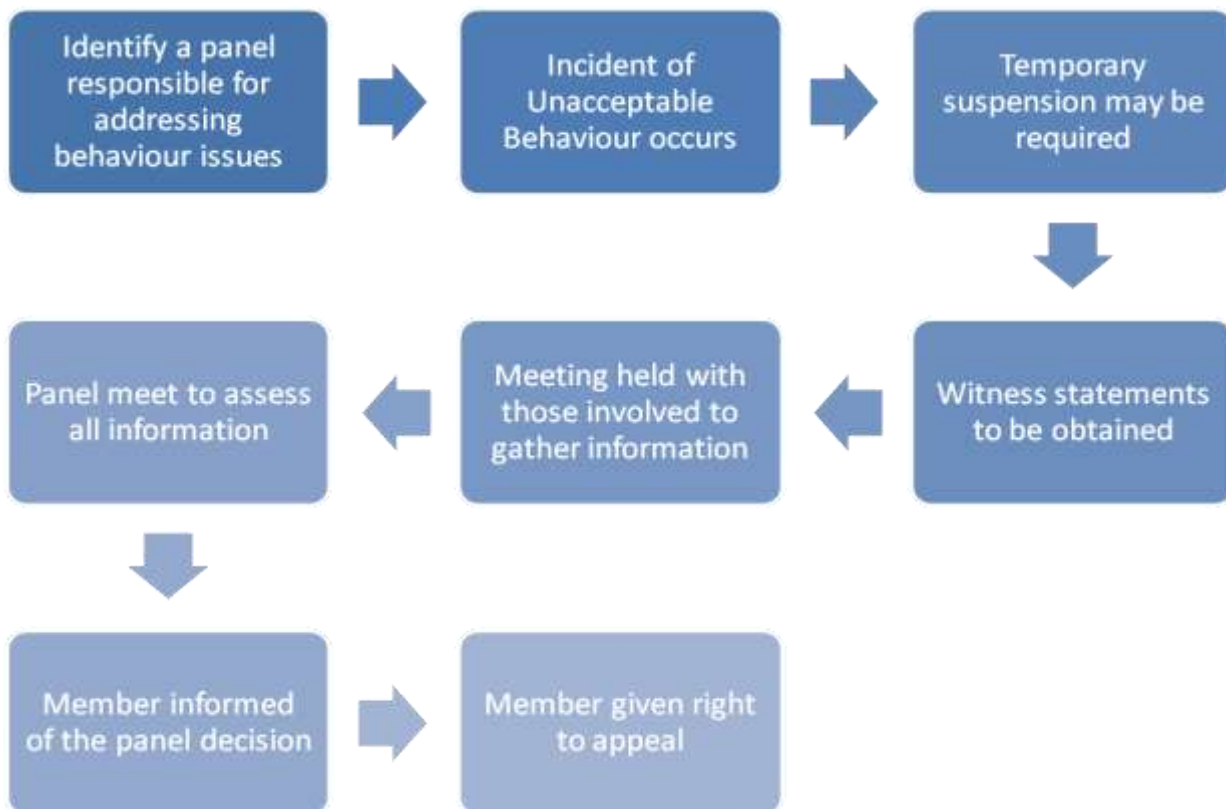 Identify a panel
responsible for
addressing
behaviour issues
Incident of
Unacceptable
Behaviour occurs
Temporary
suspension may be
required
Witness statements
to be obtained
Meeting held with
those involved to
gather information
Panel meet to assess
all information
Member informed
of the panel decision
Member given right
to appeal